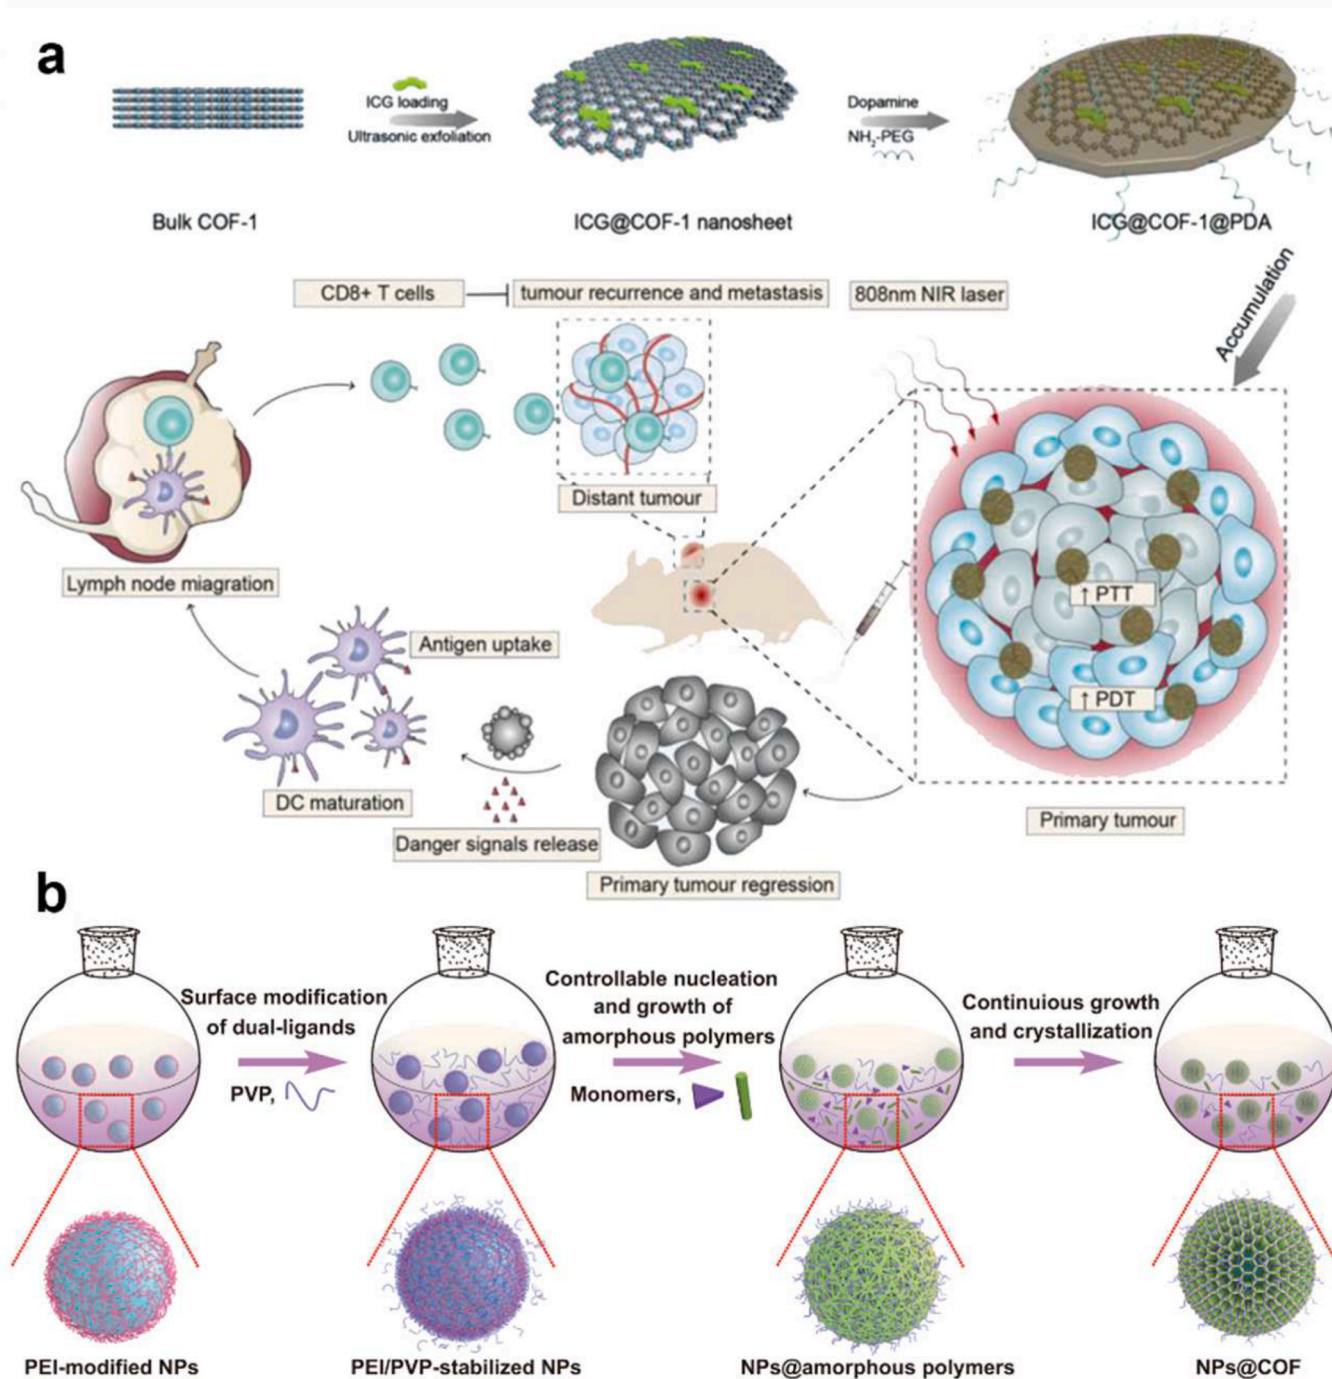 a
ICG loading
Ultrasonic exfoliation
Dopamine
NH2-PEG
Bulk COF-1
ICG@COF-1 nanosheet
ICG@COF-1@PDA
Accumulation
CD8+ T cells
tumour recurrence and metastasis
808nm NIR laser
Distant tumour
Lymph node miagration
↑ PTT
↑ PDT
Antigen uptake
DC maturation
Danger signals release
Primary tumour
Primary tumour regression
b
Surface modification
of dual-ligands
PVP,
Controllable nucleation
and growth of
amorphous polymers
Monomers,
Continuious growth
and crystallization
PEI-modified NPs
PEI/PVP-stabilized NPs
NPs@amorphous polymers
NPs@COF